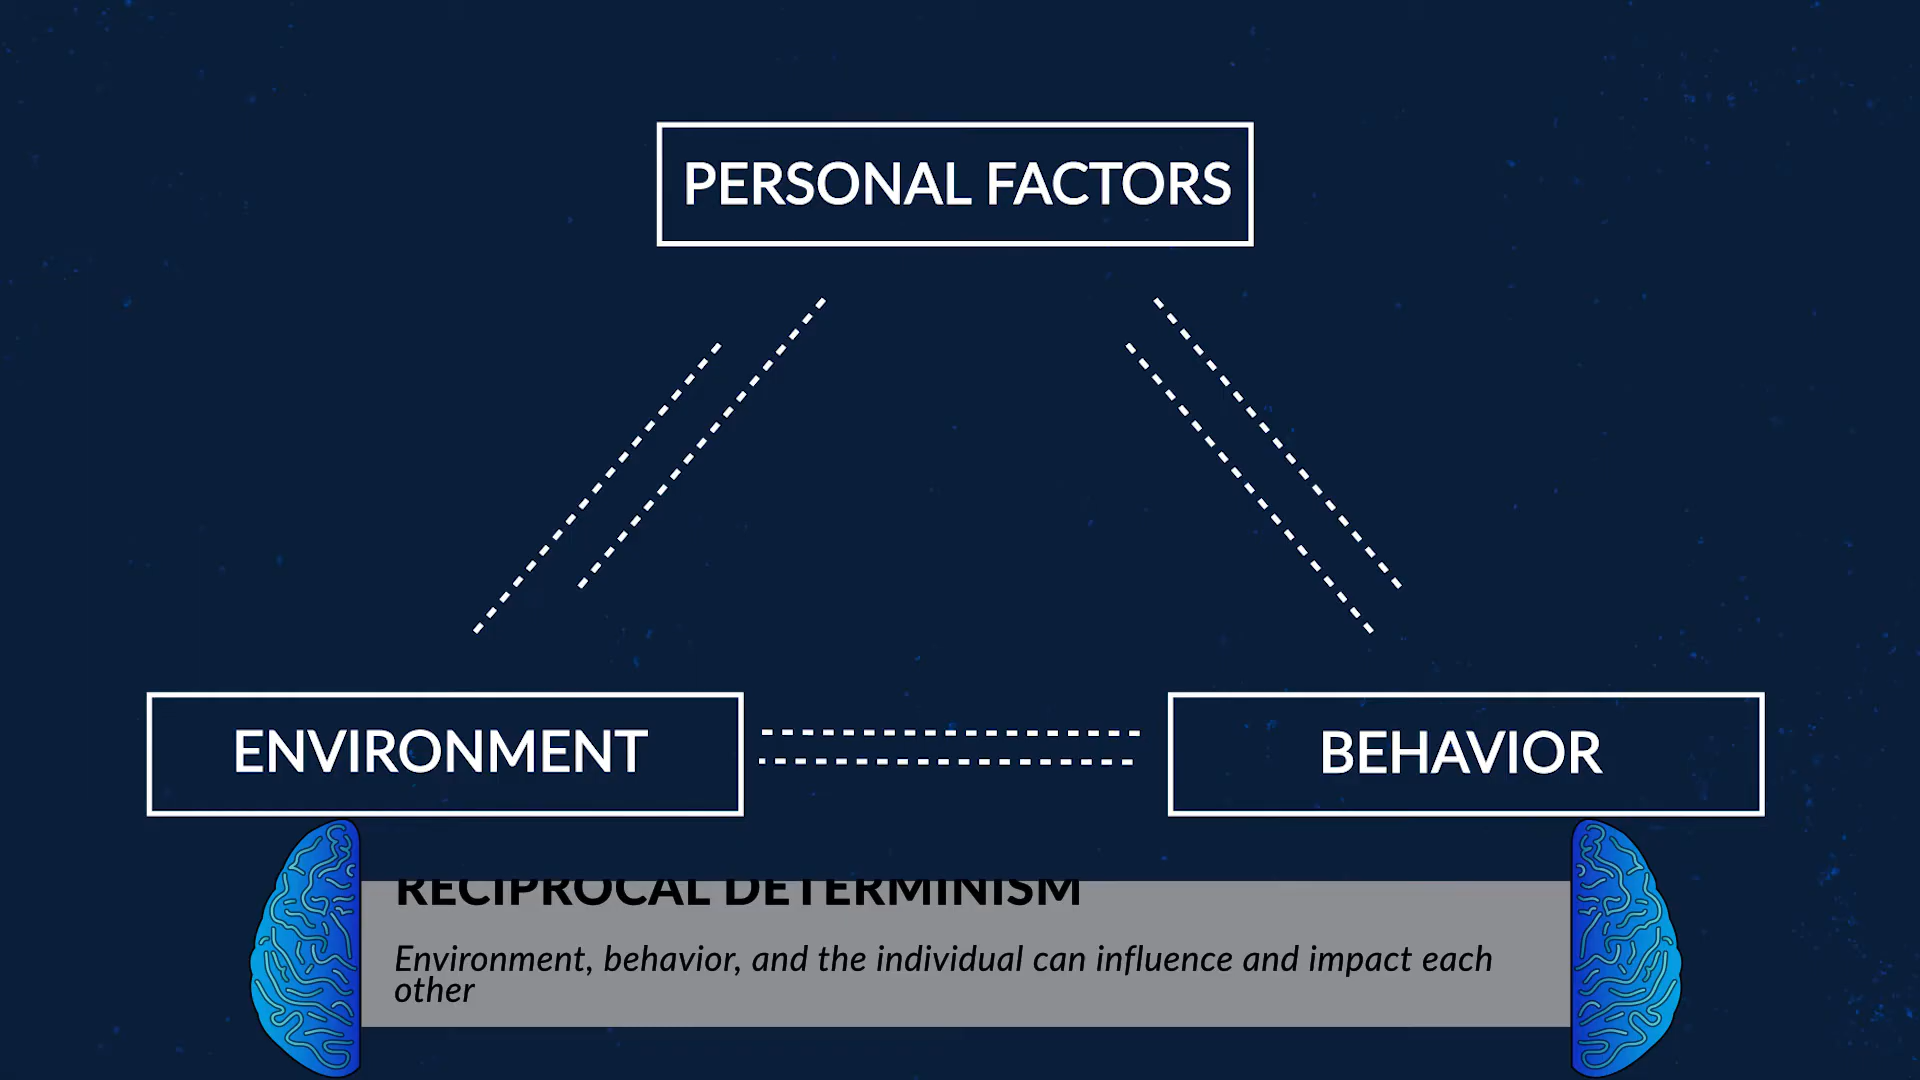 PERSONAL FACTORS
ENVIRONMENT
BEHAVIOR
RECIPROCAL DETERMINISM
Environment, behavior, and the individual can influence and impact each
other